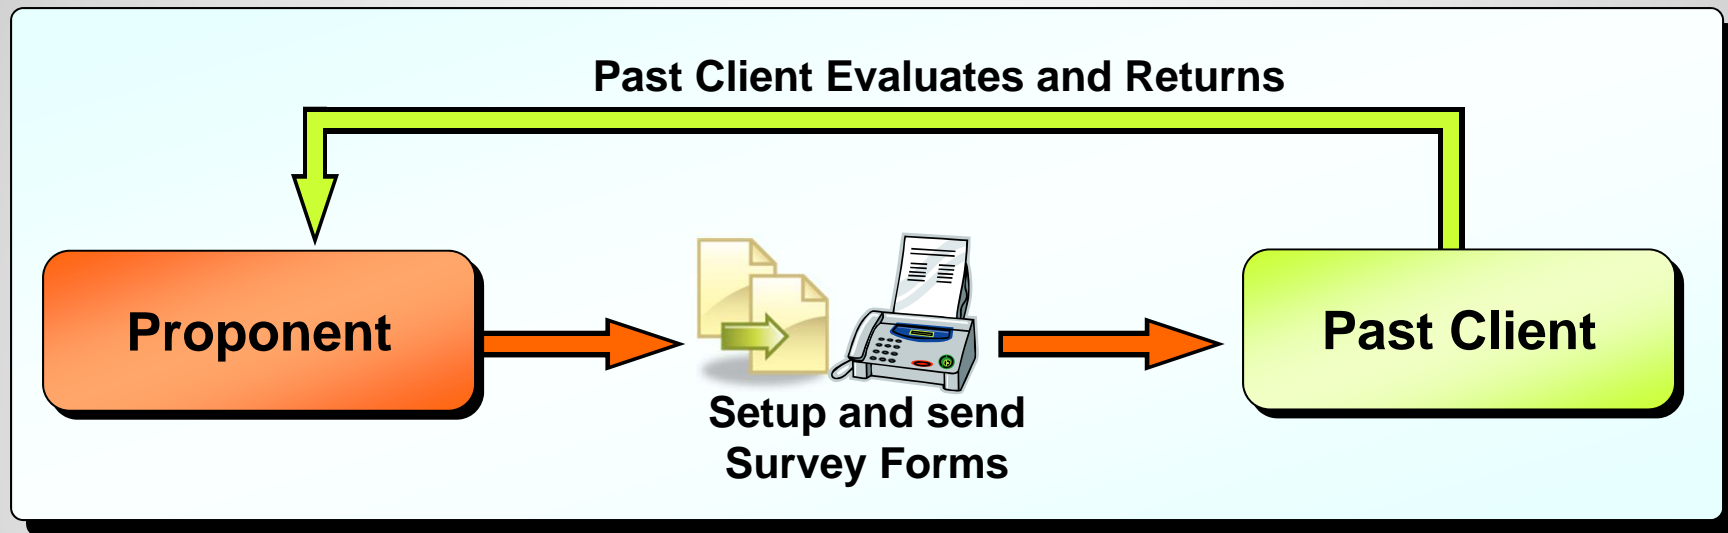 Past Client Evaluates and Returns
Proponent
Past Client
Setup and send
Survey Forms